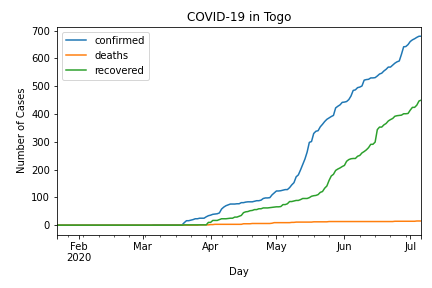 COVID-19 in Togo
700
600
500
400
300
200
100
0
Number of Cases
confirmed
deaths
recovered
Feb
2020
Mar
Apr
May
Jun
Jul
Day